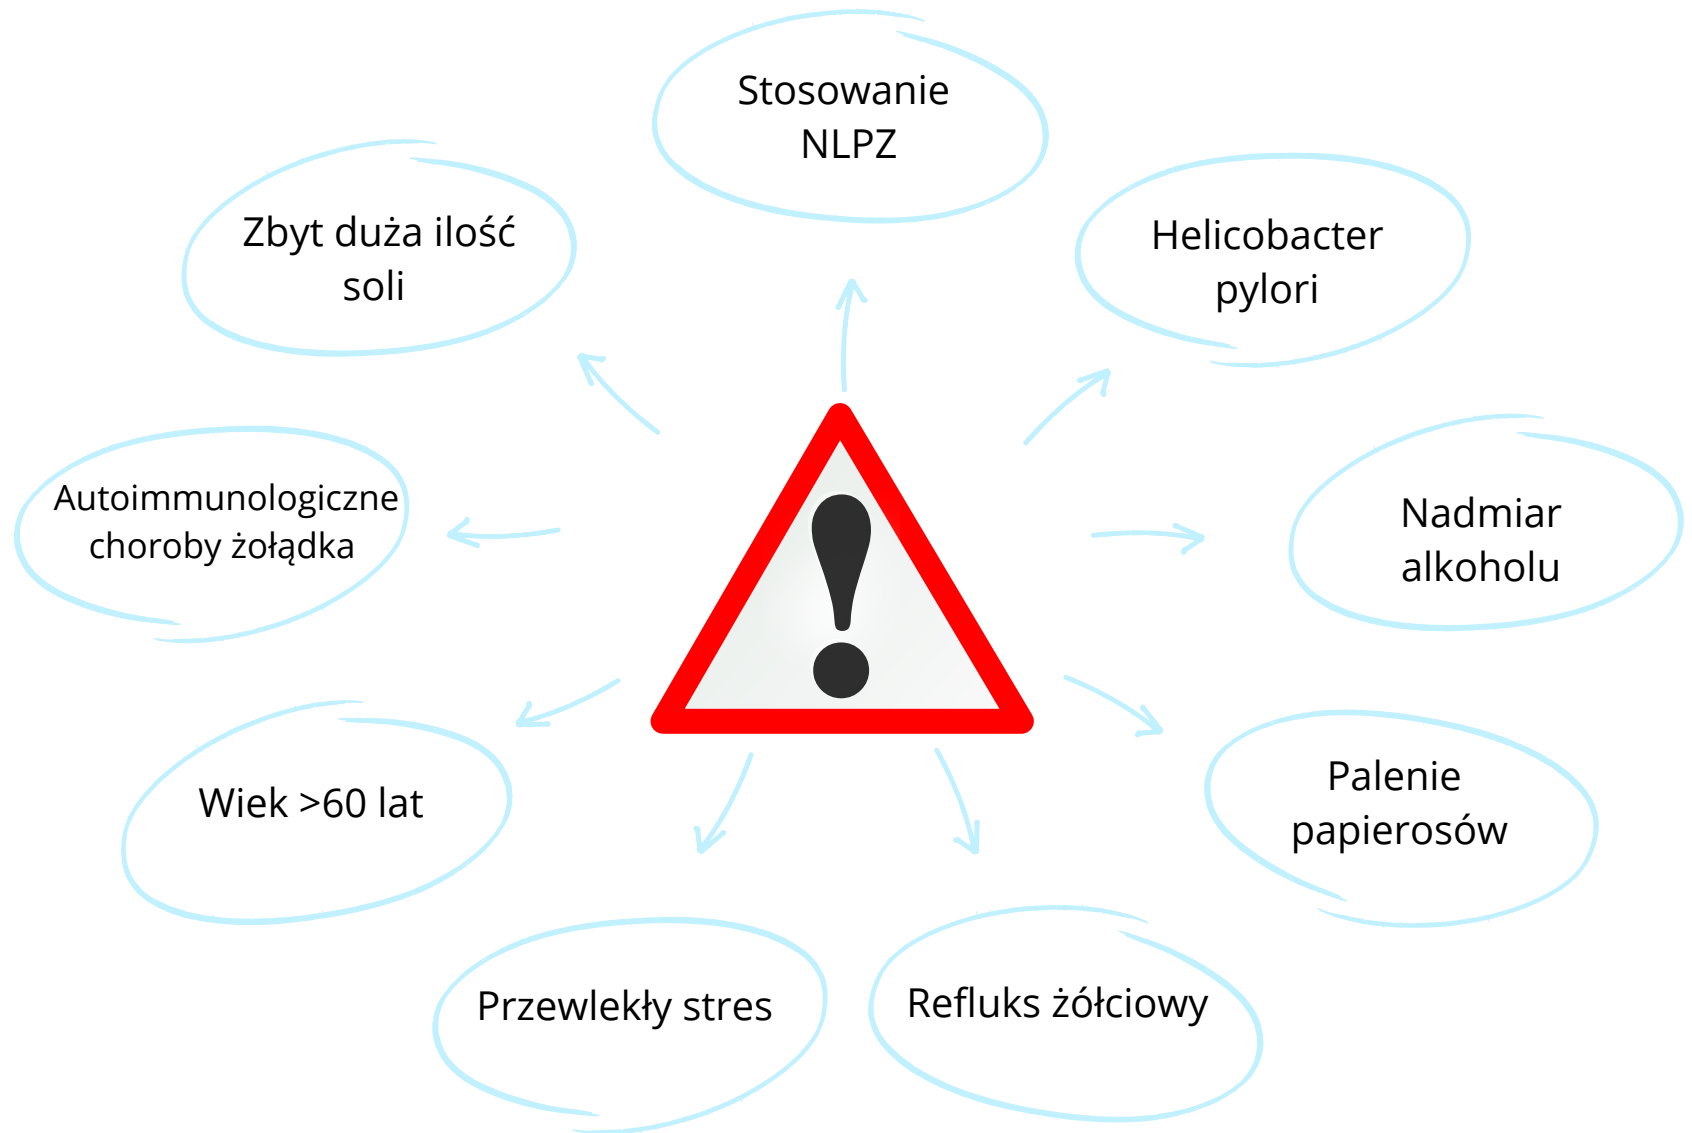 Stosowanie
NLPZ
Helicobacter
pylori
Nadmiar
alkoholu
Palenie
papierosów
Refluks żółciowy
Przewlekły stres
Wiek >60 lat
Autoimmunologiczne
choroby żołądka
Zbyt duża ilość
soli